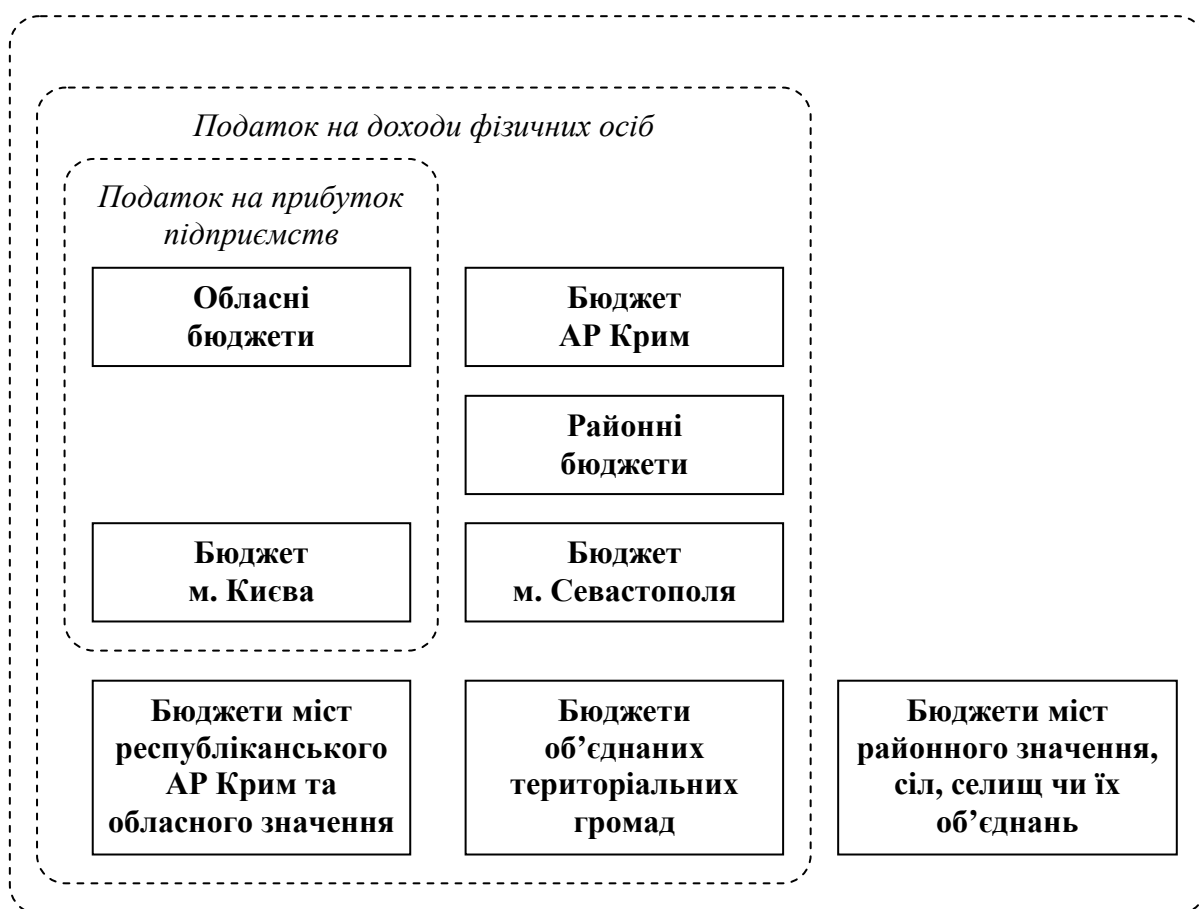 Податок на доходи фізичних осіб
Податок на прибуток
підприємств
Обласні
бюджети
Бюджет
АР Крим
Районні
бюджети
Бюджет
м. Києва
Бюджет
м. Севастополя
Бюджети міст
республіканського
АР Крим та
обласного значення
Бюджети
об’єднаних
територіальних
громад
Бюджети міст
районного значення,
сіл, селищ чи їх
об’єднань